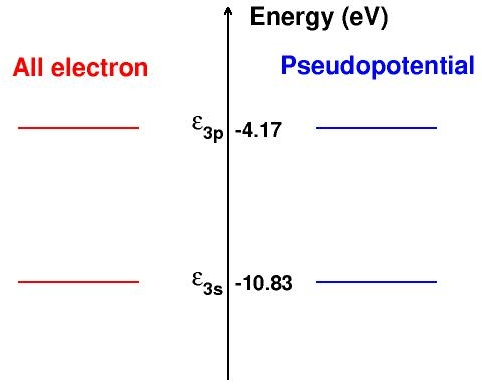 Energy (eV)
All electron
Pseudopotential
ε3p -4.17
ε3s -10.83